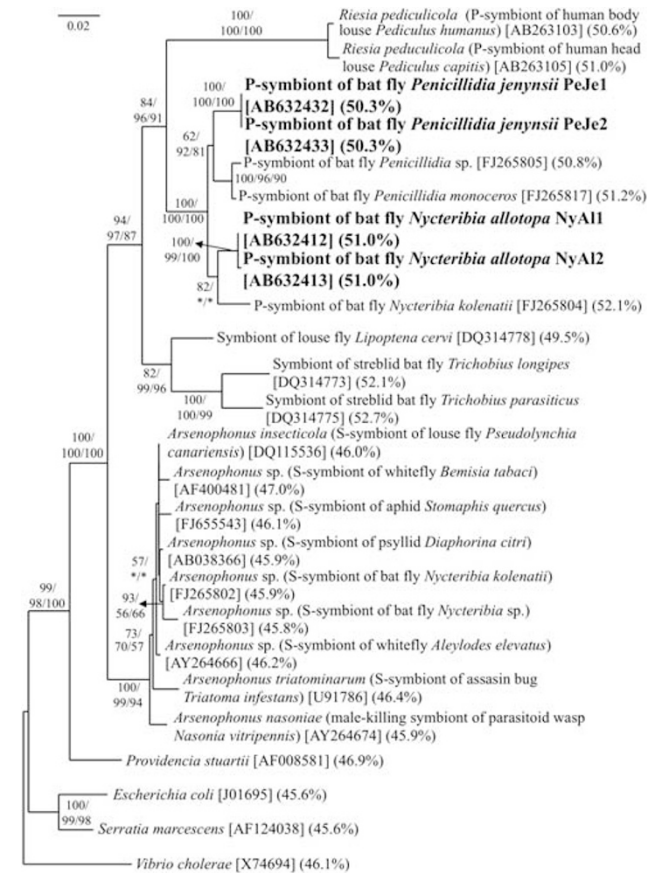 0.02
100/
100/100
Riesia pediculicola (P-symbiont of human body
louse Pediculus humanus) [AB263103] (50.6%)
Riesia peduculicola (P-symbiont of human head
louse Pediculus capitis) [AB263105] (51.0%)
84/
96/91
100/
100/100
P-symbiont of bat fly Penicillidia jenynsii PeJe1
[AB632432] (50.3%)
P-symbiont of bat fly Penicillidia jenynsii PeJe2
[AB632433] (50.3%)
62/
92/81
P-symbiont of bat fly Penicillidia sp. [FJ265805] (50.8%)
100/96/90
P-symbiont of bat fly Penicillidia monoceros [FJ265817] (51.2%)
100/
100/100
94/
97/87
P-symbiont of bat fly Nycteribia allotopa NyAl1
[AB632412] (51.0%)
P-symbiont of bat fly Nycteribia allotopa NyAl2
[AB632413] (51.0%)
100/
99/100
82/
*/*
P-symbiont of bat fly Nycteribia kolenatii [FJ265804] (52.1%)
Symbiont of louse fly Lipoptena cervi [DQ314778] (49.5%)
82/
99/96
Symbiont of streblid bat fly Trichobius longipes
[DQ314773] (52.1%)
100/
100/99
Symbiont of streblid bat fly Trichobius parasiticus
[DQ314775] (52.7%)
100/
100/100
Arsenophonus insecticola (S-symbiont of louse fly Pseudolynchia
canariensis) [DQ115536] (46.0%)
Arsenophonus sp. (S-symbiont of whitefly Bemisia tabaci)
[AF400481] (47.0%)
Arsenophonus sp. (S-symbiont of aphid Stomaphis quercus)
[FJ655543] (46.1%)
Arsenophonus sp. (S-symbiont of psyllid Diaphorina citri)
[AB038366] (45.9%)
57/
*/*
Arsenophonus sp. (S-symbiont of bat fly Nycteribia kolenatii)
[FJ265802] (45.9%)
93/
56/66
Arsenophonus sp. (S-symbiont of bat fly Nycteribia sp.)
[FJ265803] (45.8%)
73/
70/57
Arsenophonus sp. (S-symbiont of whitefly Aleylodes elevatus)
[AY264666] (46.2%)
99/
98/100
Arsenophonus triatominarum (S-symbiont of assasin bug
Triatoma infestans) [U91786] (46.4%)
100/
99/94
Arsenophonus nasoniae (male-killing symbiont of parasitoid wasp
Nasonia vitripennis) [AY264674] (45.9%)
Providencia stuartii [AF008581] (46.9%)
Escherichia coli [J01695] (45.6%)
100/
99/98
Serratia marcescens [AF124038] (45.6%)
Vibrio cholerae [X74694] (46.1%)